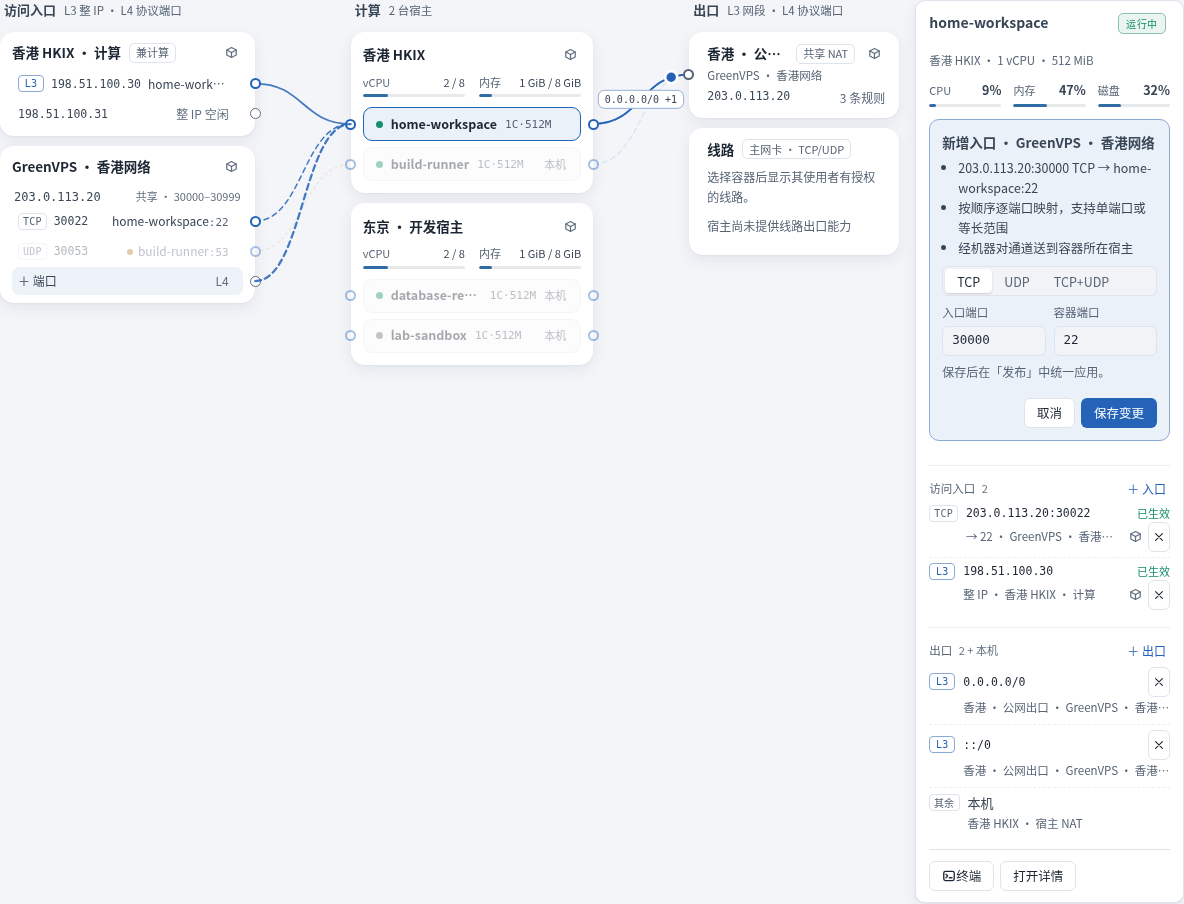 访问入口 L3 整 IP · L4 协议端口
香港 HKIX · 计算 兼计算
L3 198.51.100.30 home-work…
198.51.100.31 整 IP 空闲
GreenVPS · 香港网络
203.0.113.20 共享 · 30000–30999
TCP 30022 home-workspace:22
UDP 30053 build-runner:53
＋ 端口 L4
计算 2 台宿主
香港 HKIX
vCPU 2 / 8 内存 1 GiB / 8 GiB
home-workspace 1C·512M
build-runner 1C·512M 本机
东京 · 开发宿主
vCPU 2 / 8 内存 1 GiB / 8 GiB
database-re… 1C·512M 本机
lab-sandbox 1C·512M 本机
0.0.0.0/0 +1
出口 L3 网段 · L4 协议端口
香港 · 公… 共享 NAT
GreenVPS · 香港网络
203.0.113.20 3 条规则
线路 主网卡 · TCP/UDP
选择容器后显示其使用者有授权
的线路。
宿主尚未提供线路出口能力
home-workspace 运行中
香港 HKIX · 1 vCPU · 512 MiB
CPU 9% 内存 47% 磁盘 32%
新增入口 · GreenVPS · 香港网络
• 203.0.113.20:30000 TCP → home-
workspace:22
• 按顺序逐端口映射，支持单端口或
等长范围
• 经机器对通道送到容器所在宿主
TCP UDP TCP+UDP
入口端口 容器端口
30000 22
保存后在「发布」中统一应用。
取消 保存变更
访问入口 2 ＋ 入口
TCP 203.0.113.20:30022 已生效
→ 22 · GreenVPS · 香港…
L3 198.51.100.30 已生效
整 IP · 香港 HKIX · 计算
出口 2 + 本机 ＋ 出口
L3 0.0.0.0/0
香港 · 公网出口 · GreenVPS · 香港…
L3 ::/0
香港 · 公网出口 · GreenVPS · 香港…
其余 本机
香港 HKIX · 宿主 NAT
终端 打开详情